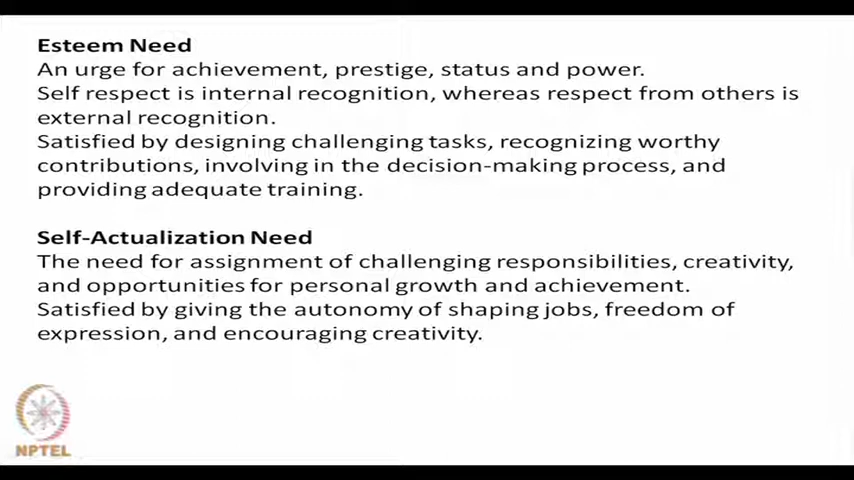 Esteem Need
An urge for achievement, prestige, status and power.
Self respect is internal recognition, whereas respect from others is
external recognition.
Satisfied by designing challenging tasks, recognizing worthy
contributions, involving in the decision-making process, and
providing adequate training.
Self-Actualization Need
The need for assignment of challenging responsibilities, creativity,
and opportunities for personal growth and achievement.
Satisfied by giving the autonomy of shaping jobs, freedom of
expression, and encouraging creativity.
NPTEL